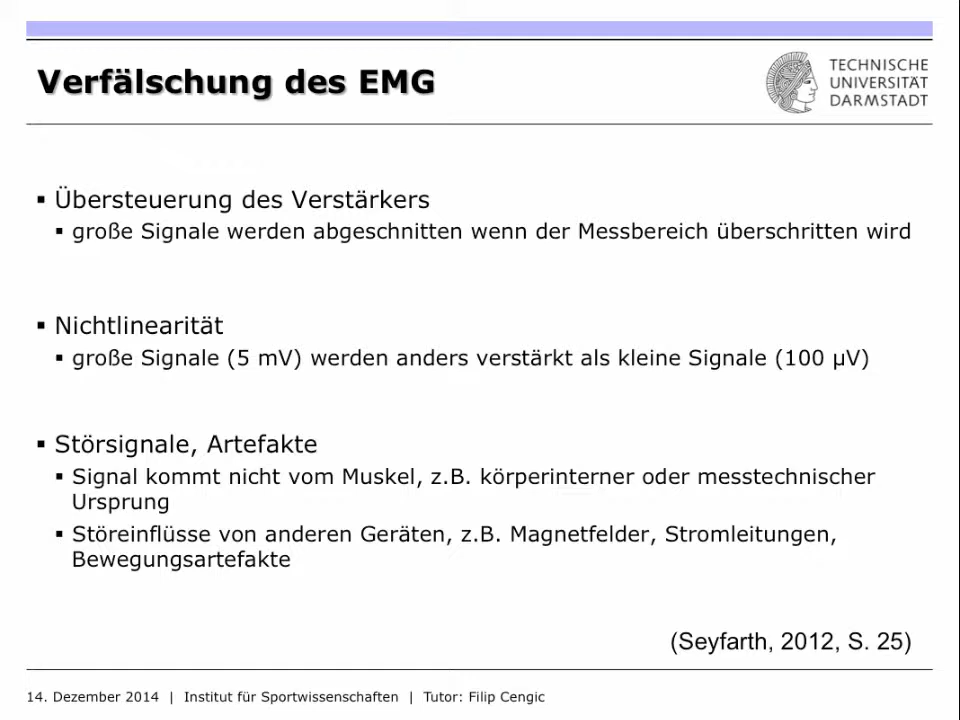 Verfälschung des EMG
TECHNISCHE
UNIVERSITÄT
DARMSTADT
▪ Übersteuerung des Verstärkers
▪ große Signale werden abgeschnitten wenn der Messbereich überschritten wird
▪ Nichtlinearität
▪ große Signale (5 mV) werden anders verstärkt als kleine Signale (100 µV)
▪ Störsignale, Artefakte
▪ Signal kommt nicht vom Muskel, z.B. körperinterner oder messtechnischer
Ursprung
▪ Störeinflüsse von anderen Geräten, z.B. Magnetfelder, Stromleitungen,
Bewegungsartefakte
(Seyfarth, 2012, S. 25)
14. Dezember 2014 | Institut für Sportwissenschaften | Tutor: Filip Cengic